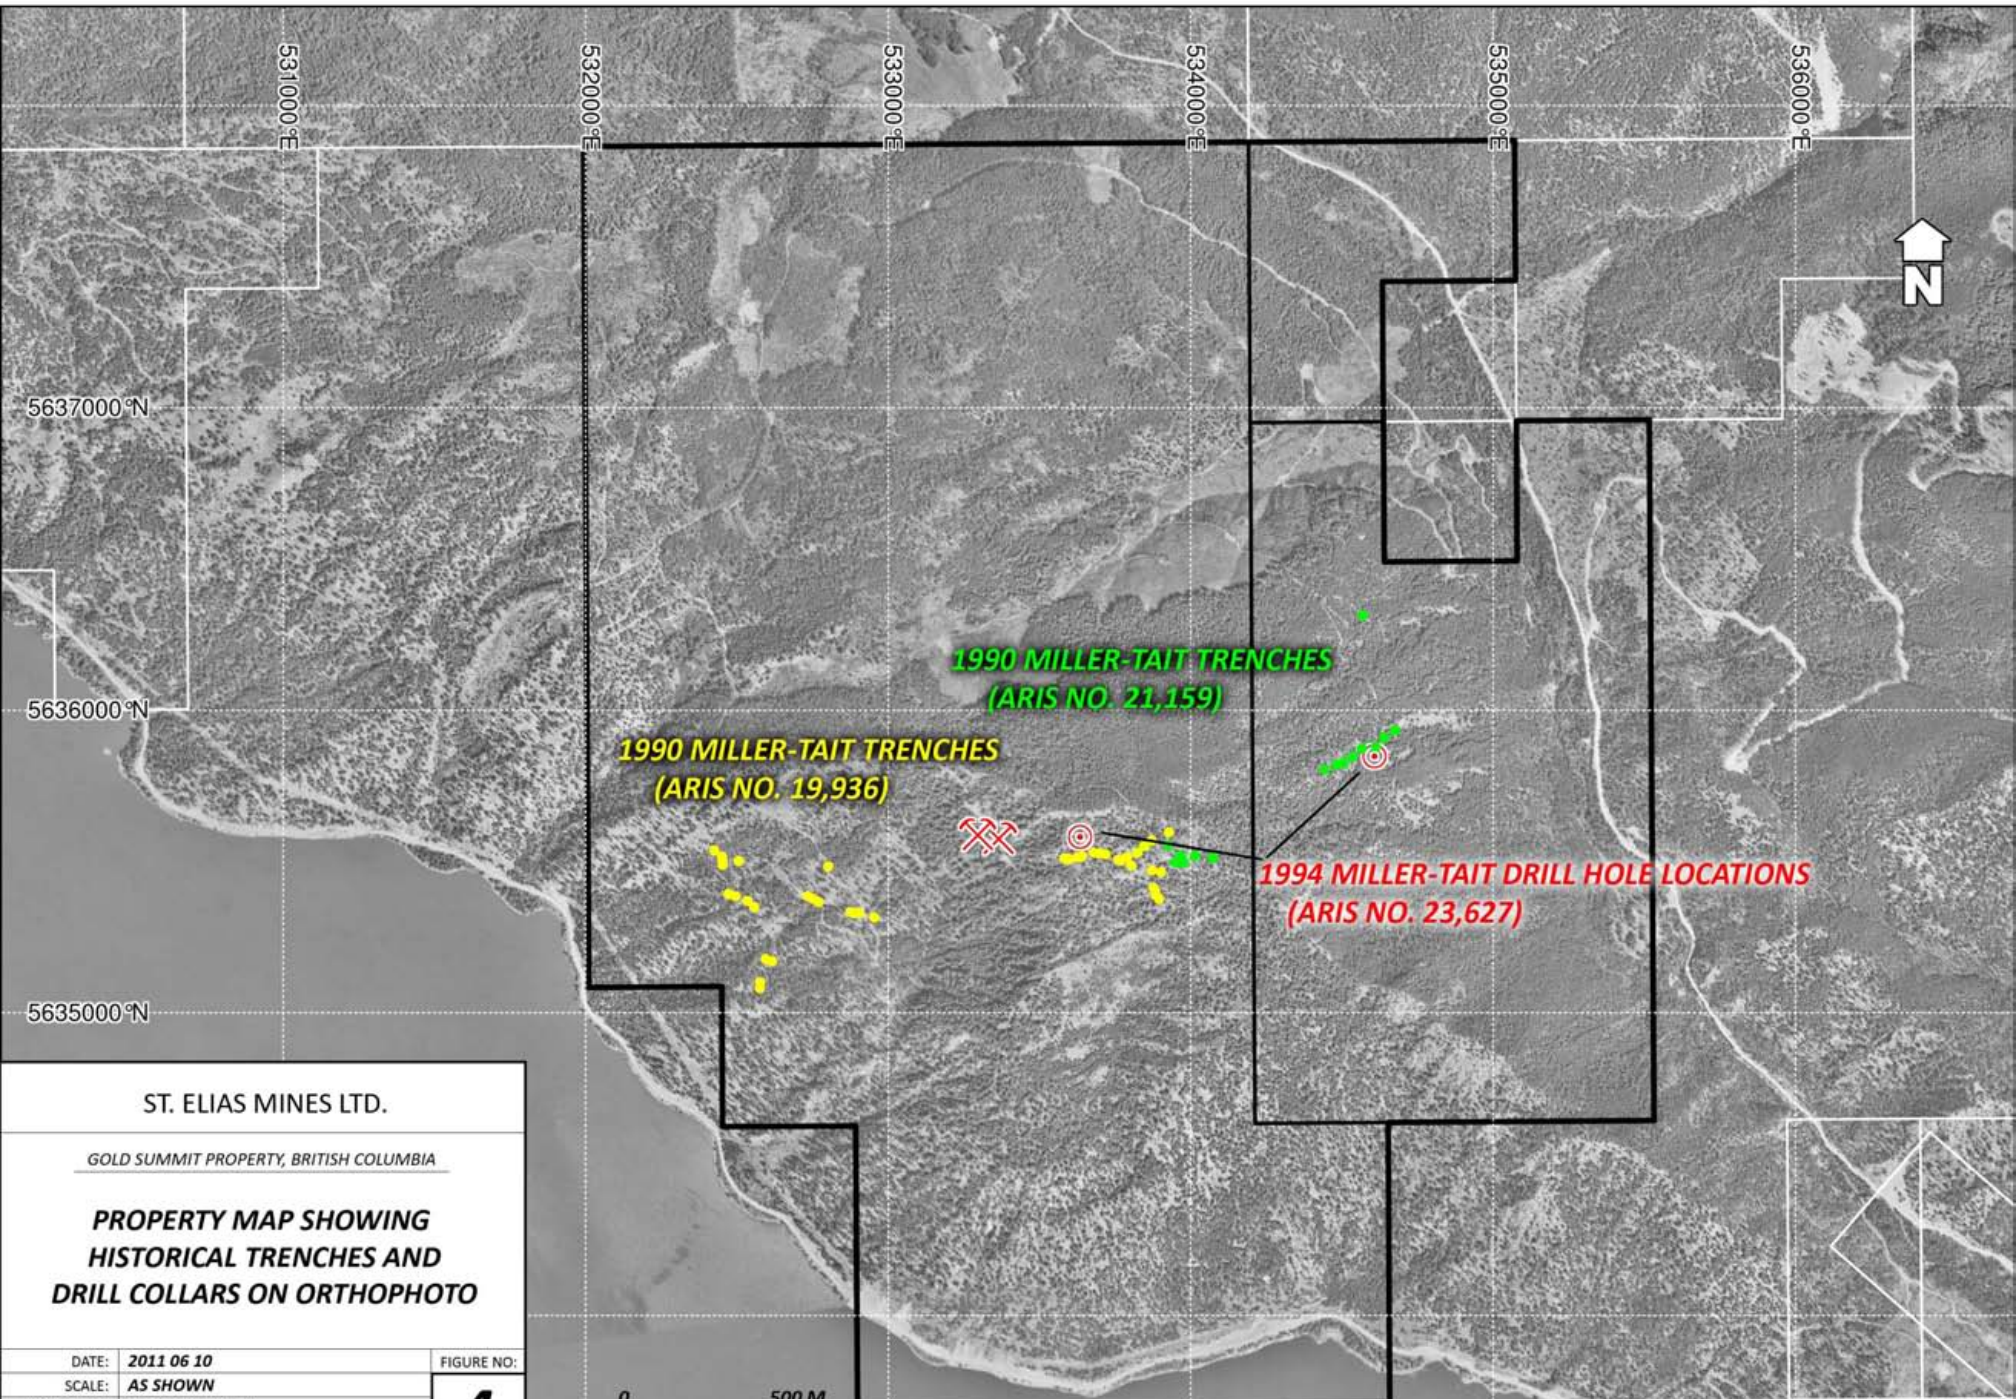 531000°E
532000°E
533000°E
534000°E
535000°E
536000°E
N
5637000°N
1990 MILLER-TAIT TRENCHES
(ARIS NO. 21,159)
5636000°N
1990 MILLER-TAIT TRENCHES
(ARIS NO. 19,936)
1994 MILLER-TAIT DRILL HOLE LOCATIONS
(ARIS NO. 23,627)
5635000°N
ST. ELIAS MINES LTD.
GOLD SUMMIT PROPERTY, BRITISH COLUMBIA
PROPERTY MAP SHOWING
HISTORICAL TRENCHES AND
DRILL COLLARS ON ORTHOPHOTO
DATE: 2011 06 10 FIGURE NO:
SCALE: AS SHOWN
0 500 M